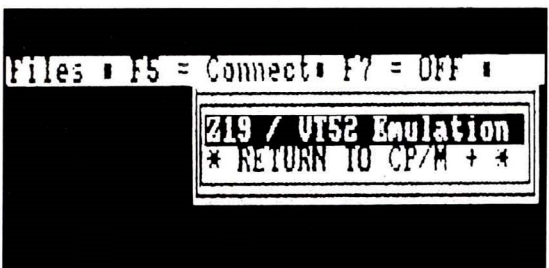 Files ▪ F5 = Connect▪ F7 = OFF ▪
Z19 / VT52 Emulation
* RETURN TO CP/M + *